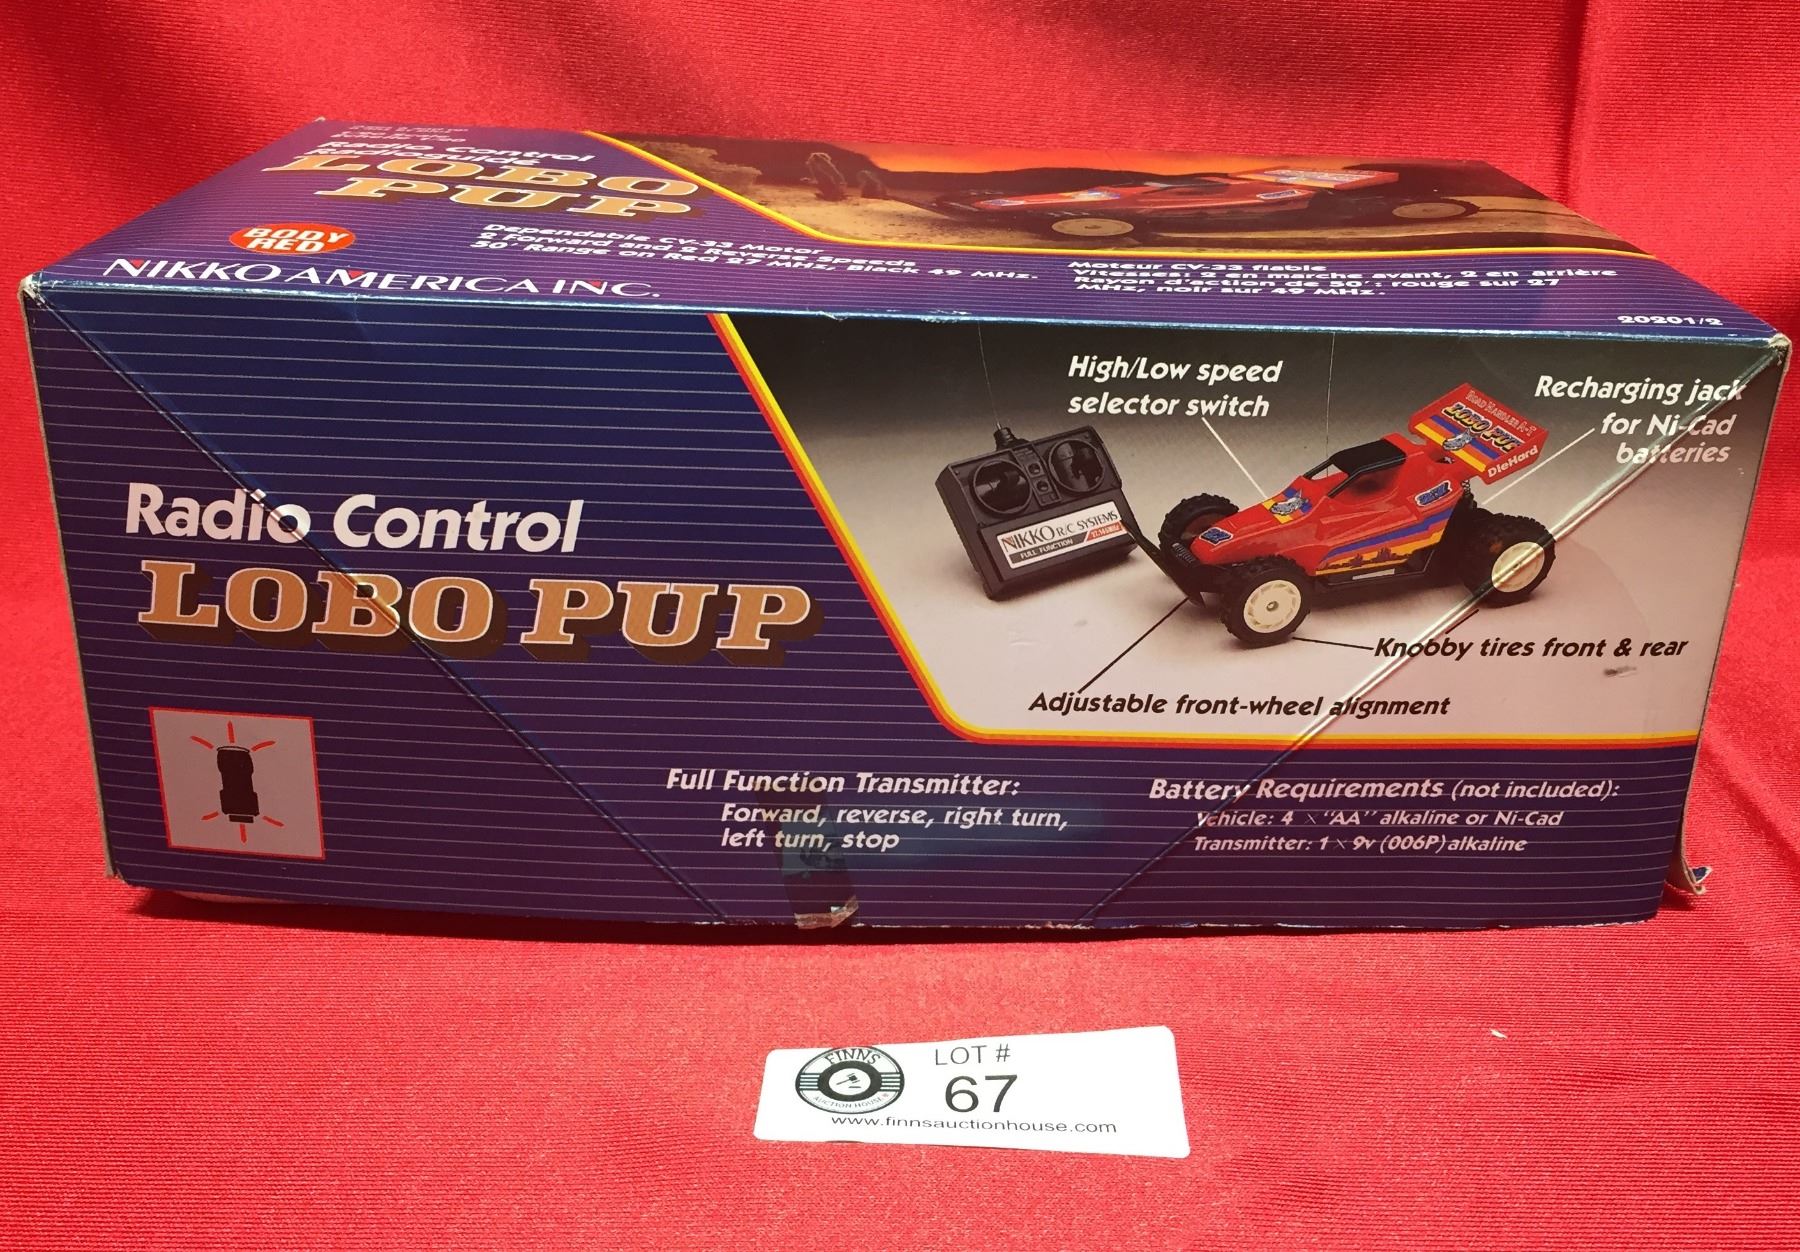 Radio Control
Radioguidé
LOBO
PUP
BODY
RED
NIKKO AMERICA INC.
Dependable CV-33 Motor
2 Forward and 2 Reverse Speeds
50' Range on Red 27 MHz, Black 49 MHz.
Moteur CV-33 fiable
Vitesses: 2 en marche avant, 2 en arrière
Rayon d'action de 50': rouge sur 27
MHz, noir sur 49 MHz.
20201/2
High/Low speed
selector switch
Recharging jack
for Ni-Cad
batteries
ROAD HANDLER A-T
LOBO PUP
DieHard
NIKKO R/C SYSTEMS
FULL FUNCTION
Radio Control
LOBO PUP
Knobby tires front & rear
Adjustable front-wheel alignment
Full Function Transmitter:
Forward, reverse, right turn,
left turn, stop
Battery Requirements (not included):
Vehicle: 4 × "AA" alkaline or Ni-Cad
Transmitter: 1 × 9v (006P) alkaline
FINNS
AUCTION HOUSE
LOT #
67
www.finnsauctionhouse.com